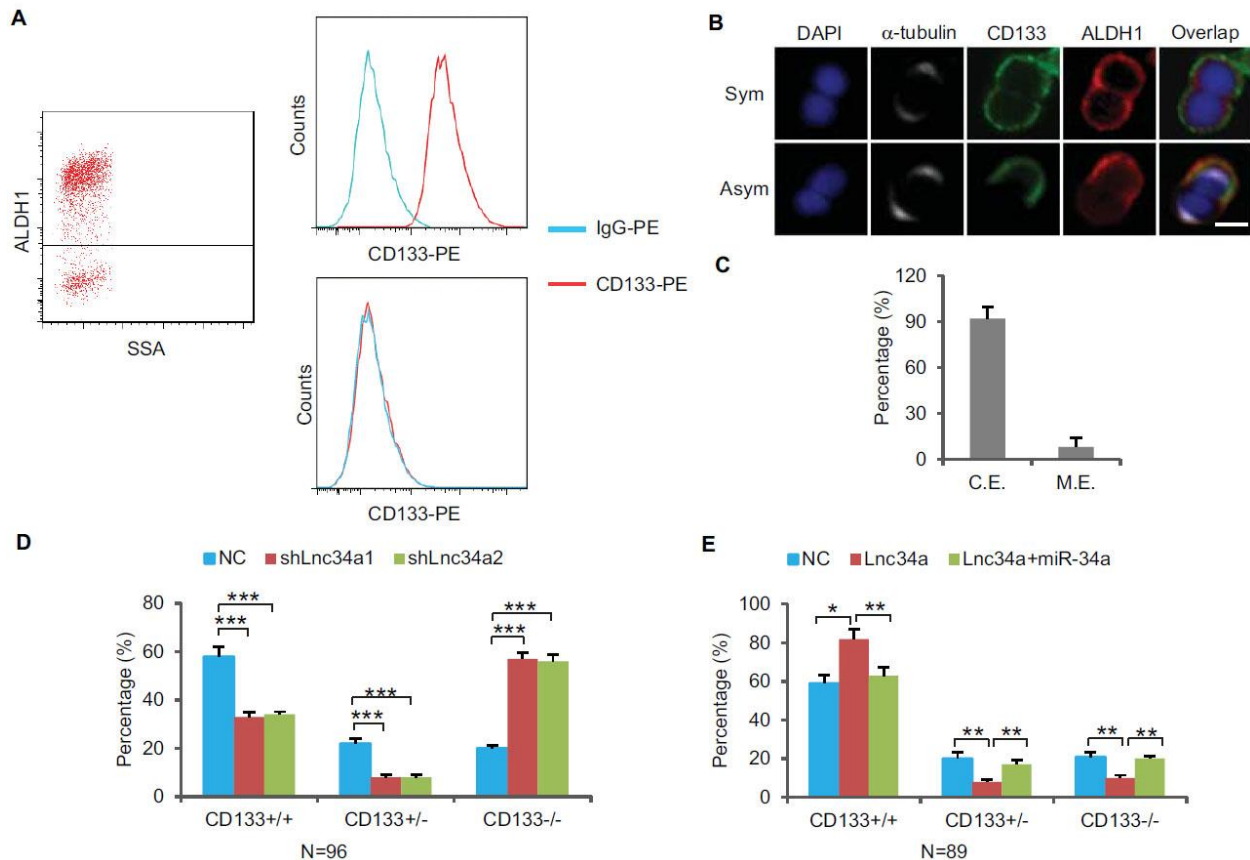 A
ALDH1
SSA
Counts
CD133-PE
IgG-PE
CD133-PE
Counts
CD133-PE
B
DAPI α-tubulin CD133 ALDH1 Overlap
Sym
Asym
C
Percentage (%)
120
90
60
30
0
C.E. M.E.
D
NC shLnc34a1 shLnc34a2
Percentage (%)
80
60
40
20
0
*** *** *** *** *** ***
CD133+/+ CD133+/- CD133-/-
N=96
E
NC Lnc34a Lnc34a+miR-34a
Percentage (%)
100
80
60
40
20
0
* ** ** ** ** **
CD133+/+ CD133+/- CD133-/-
N=89